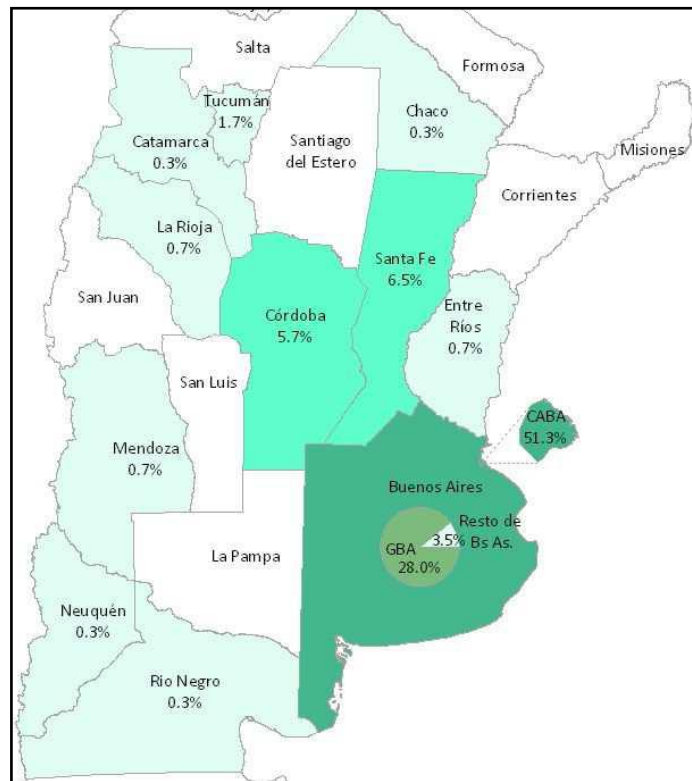 Salta
Formosa
Tucumán
1.7%
Chaco
0.3%
Catamarca
0.3%
Santiago
del Estero
Misiones
Corrientes
La Rioja
0.7%
Santa Fe
6.5%
San Juan
Córdoba
5.7%
Entre
Ríos
0.7%
San Luis
CABA
51.3%
Mendoza
0.7%
Buenos Aires
Resto de
Bs As.
3.5%
GBA
28.0%
La Pampa
Neuquén
0.3%
Rio Negro
0.3%